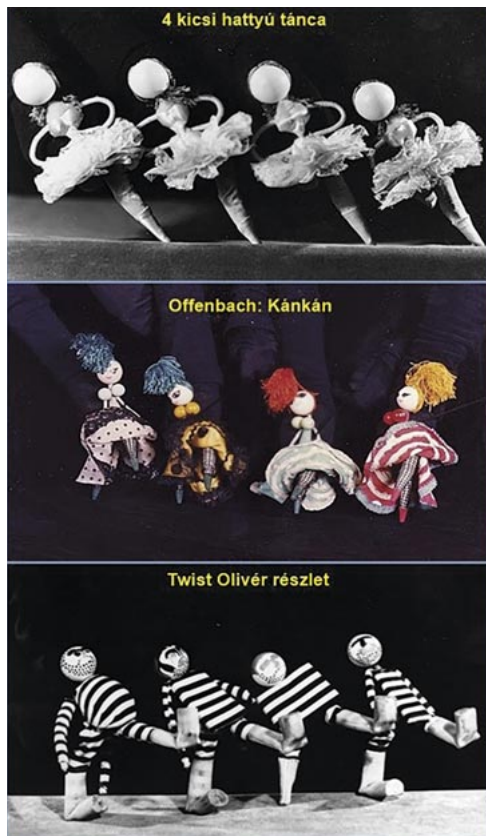 4 kicsi hattyú tánca
Offenbach: Kánkán
Twist Olivér részlet